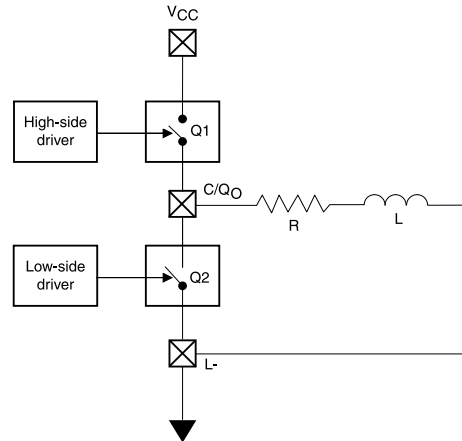 VCC
High-side
driver
Q1
C/QO
R
L
Low-side
driver
Q2
L-